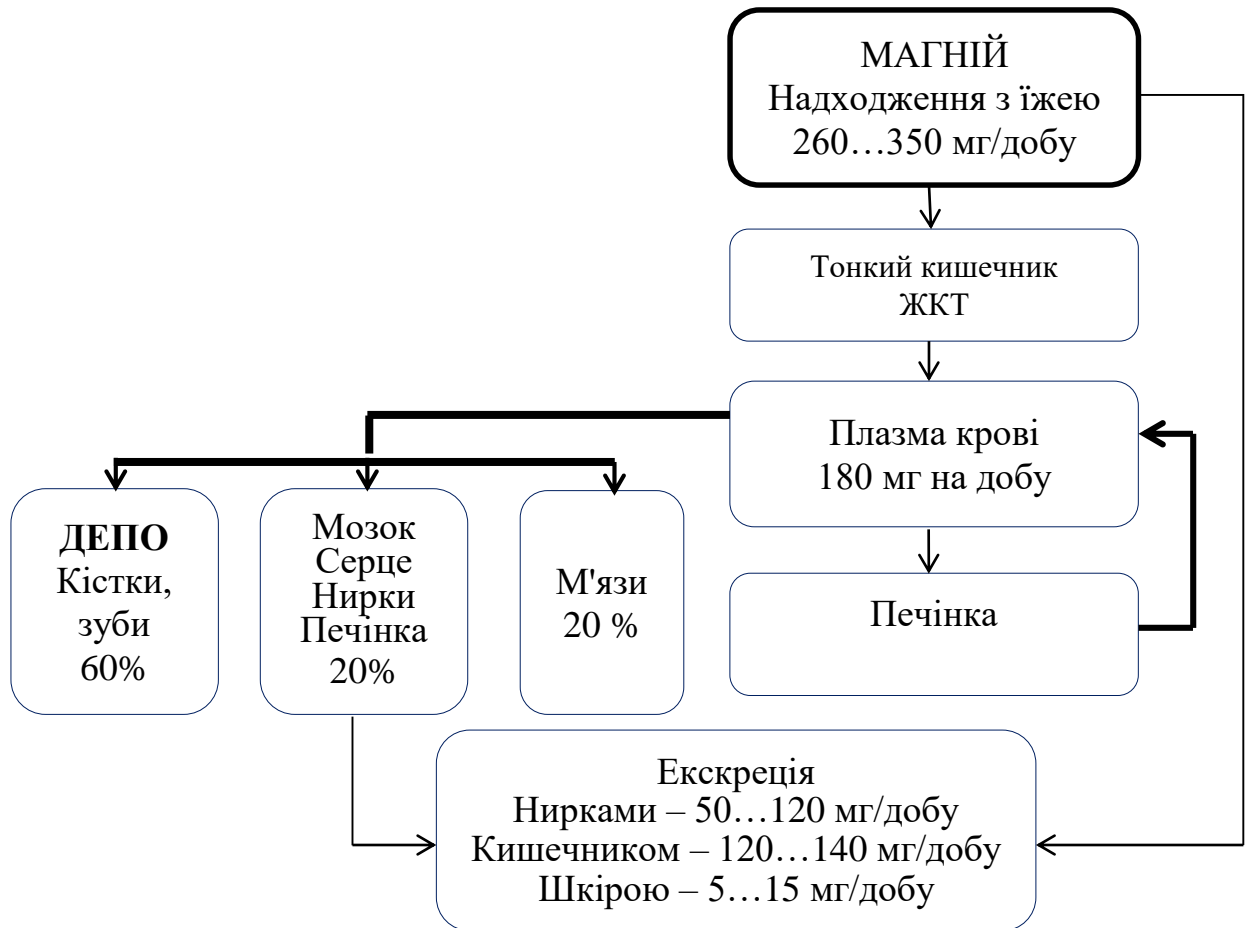 МАГНІЙ
Надходження з їжею
260…350 мг/добу
Тонкий кишечник
ЖКТ
Плазма крові
180 мг на добу
ДЕПО
Кістки,
зуби
60%
Мозок
Серце
Нирки
Печінка
20%
М'язи
20 %
Печінка
Екскреція
Нирками – 50…120 мг/добу
Кишечником – 120…140 мг/добу
Шкірою – 5…15 мг/добу